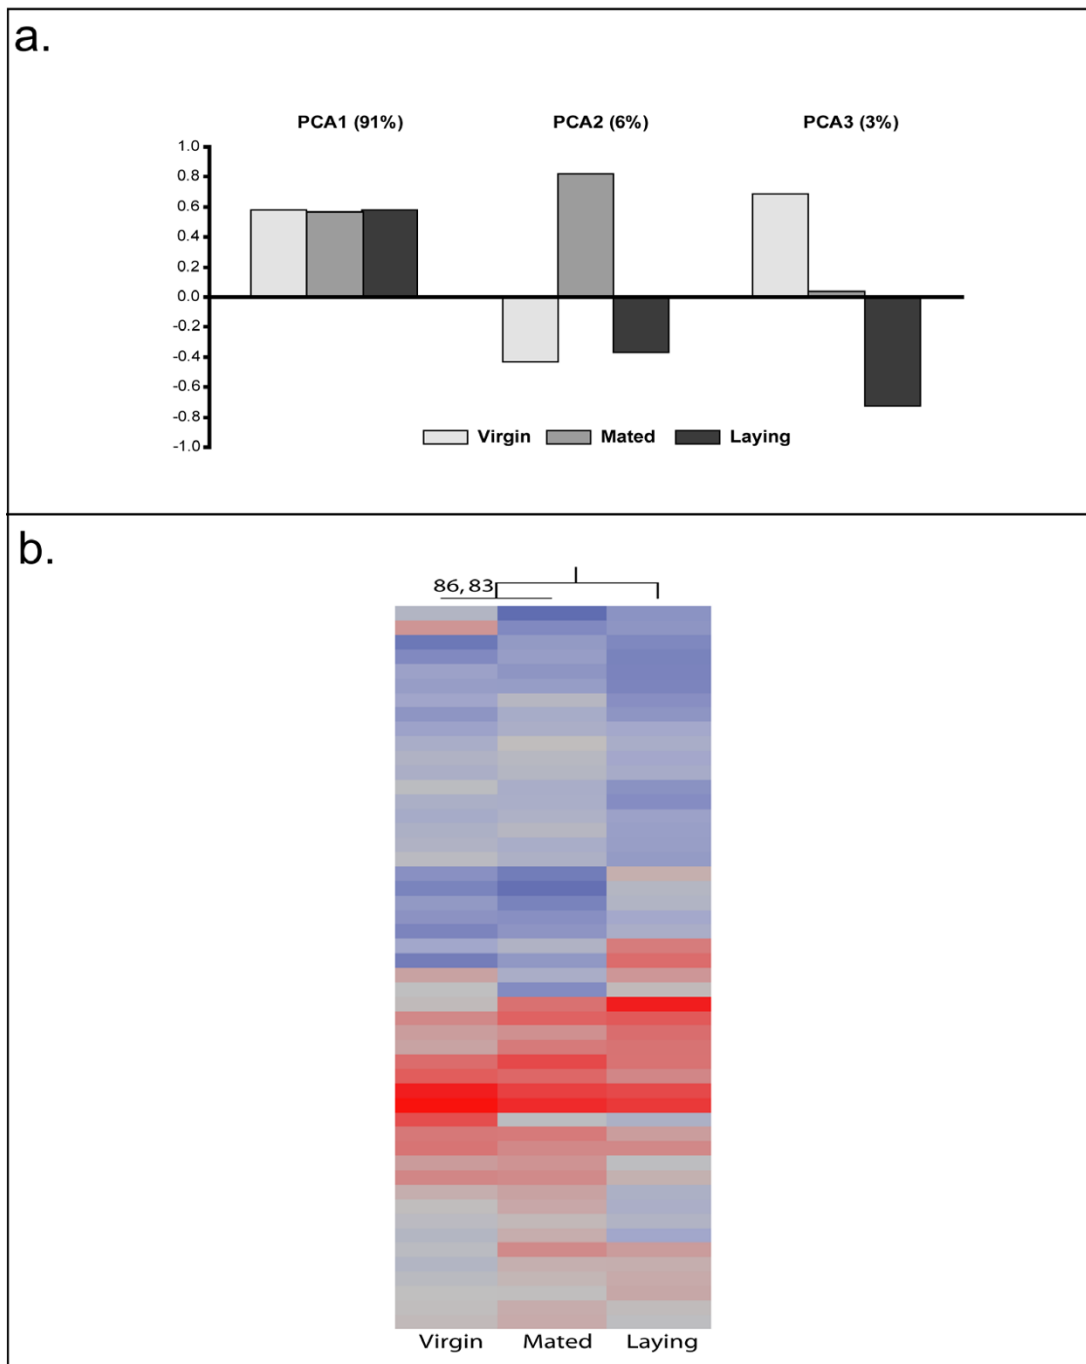 a.
PCA1 (91%) PCA2 (6%) PCA3 (3%)
1.0
0.8
0.6
0.4
0.2
0.0
-0.2
-0.4
-0.6
-0.8
-1.0
Virgin Mated Laying
b.
86, 83
Virgin Mated Laying